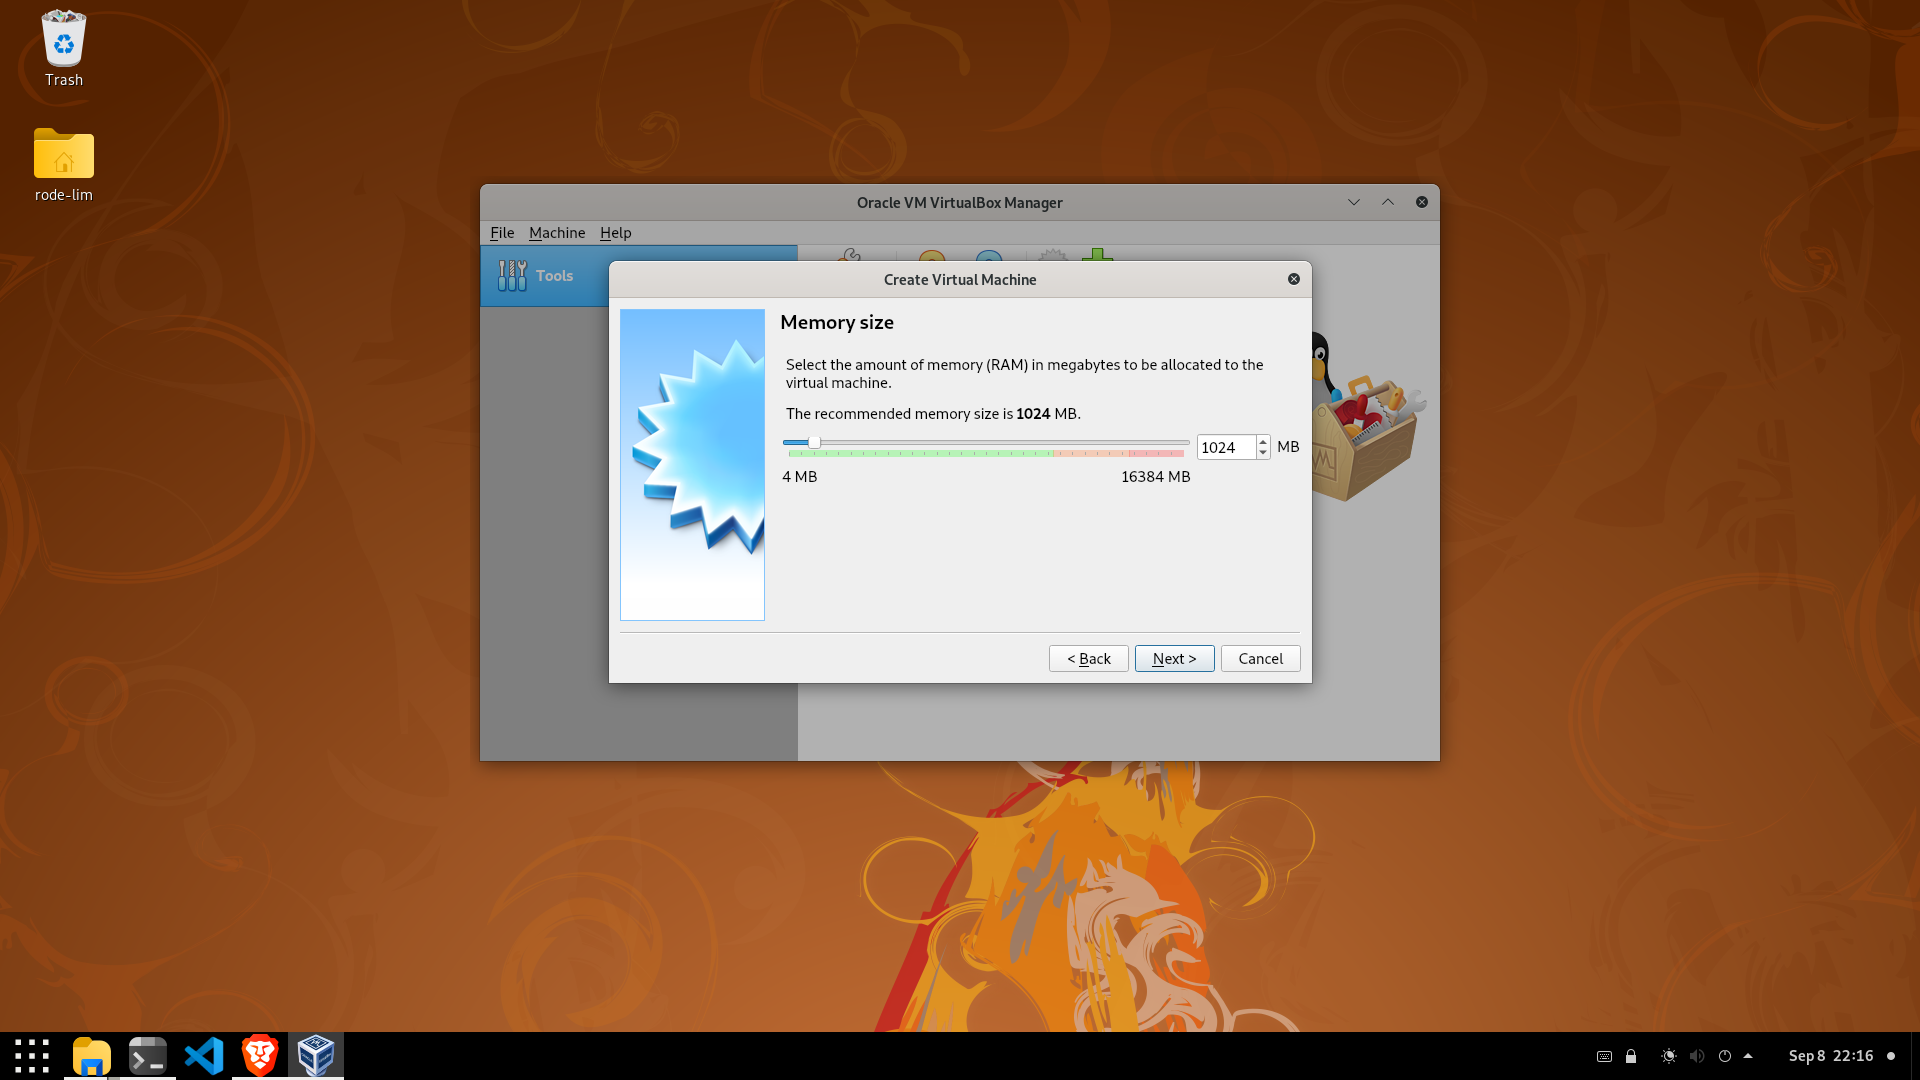 Trash
rode-lim
Oracle VM VirtualBox Manager
File Machine Help
Tools
Create Virtual Machine
Memory size
Select the amount of memory (RAM) in megabytes to be allocated to the
virtual machine.
The recommended memory size is 1024 MB.
1024 MB
4 MB 16384 MB
< Back Next > Cancel
Sep 8 22:16